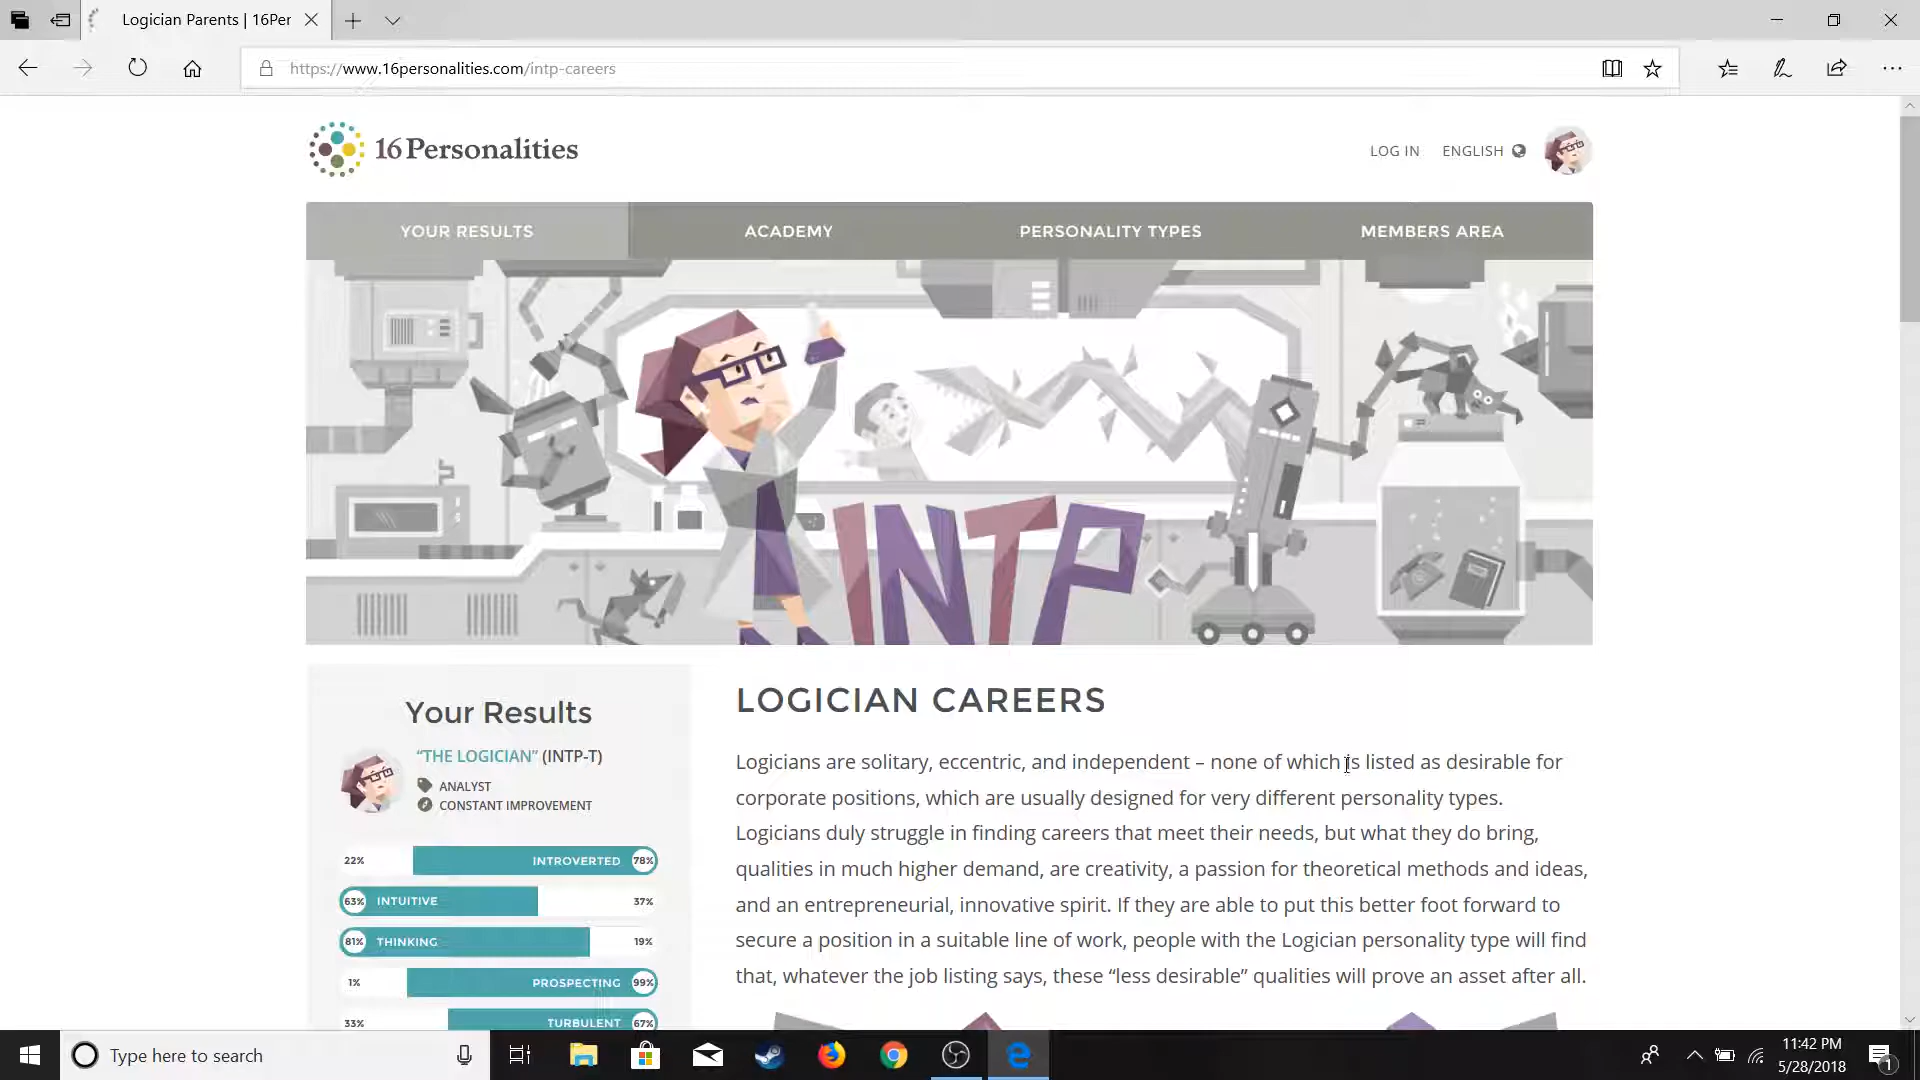 Logician Parents | 16Per
https://www.16personalities.com/intp-careers
16Personalities
LOG IN ENGLISH
YOUR RESULTS ACADEMY PERSONALITY TYPES MEMBERS AREA
INTP
Your Results
"THE LOGICIAN" (INTP-T)
ANALYST
CONSTANT IMPROVEMENT
22% INTROVERTED 78%
63% INTUITIVE 37%
81% THINKING 19%
1% PROSPECTING 99%
33% TURBULENT 67%
LOGICIAN CAREERS
Logicians are solitary, eccentric, and independent – none of which is listed as desirable for
corporate positions, which are usually designed for very different personality types.
Logicians duly struggle in finding careers that meet their needs, but what they do bring,
qualities in much higher demand, are creativity, a passion for theoretical methods and ideas,
and an entrepreneurial, innovative spirit. If they are able to put this better foot forward to
secure a position in a suitable line of work, people with the Logician personality type will find
that, whatever the job listing says, these “less desirable” qualities will prove an asset after all.
Type here to search
11:42 PM
5/28/2018
1